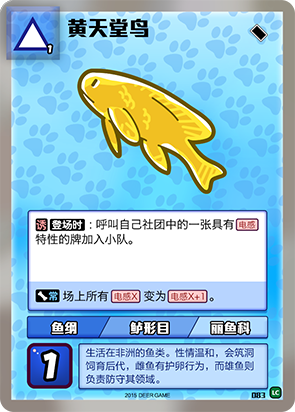 黄天堂鸟
1
诱 登场时：呼叫自己社团中的一张具有 电感
特性的牌加入小队。
常 场上所有 电感X 变为 电感X+1 。
鱼纲 鲈形目 丽鱼科
1
生活在非洲的鱼类。性情温和，会筑洞
饲育后代，雌鱼有护卵行为，而雄鱼则
负责防守其领域。
2015 DEER GAME
083 LC